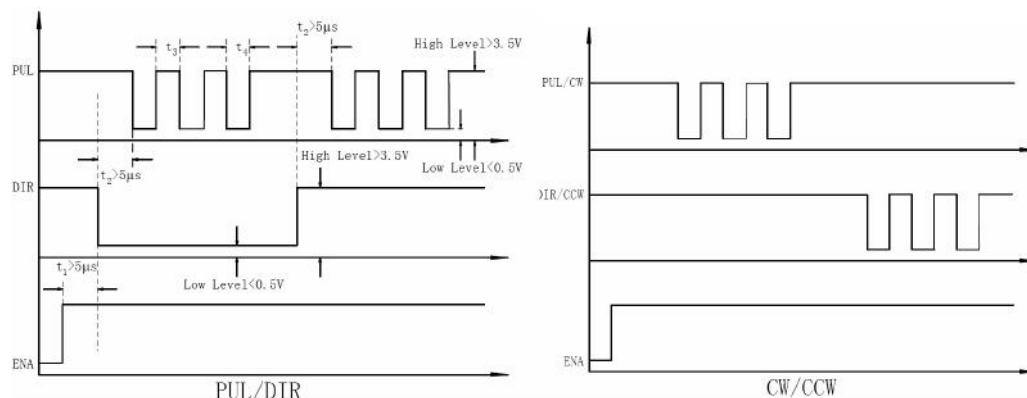 t₂>5μs
t₃
t₄
High Level>3.5V
PUL
Low Level<0.5V
t₂>5μs
High Level>3.5V
DIR
t₁>5μs
Low Level<0.5V
ENA
PUL/DIR
PUL/CW
DIR/CCW
ENA
CW/CCW